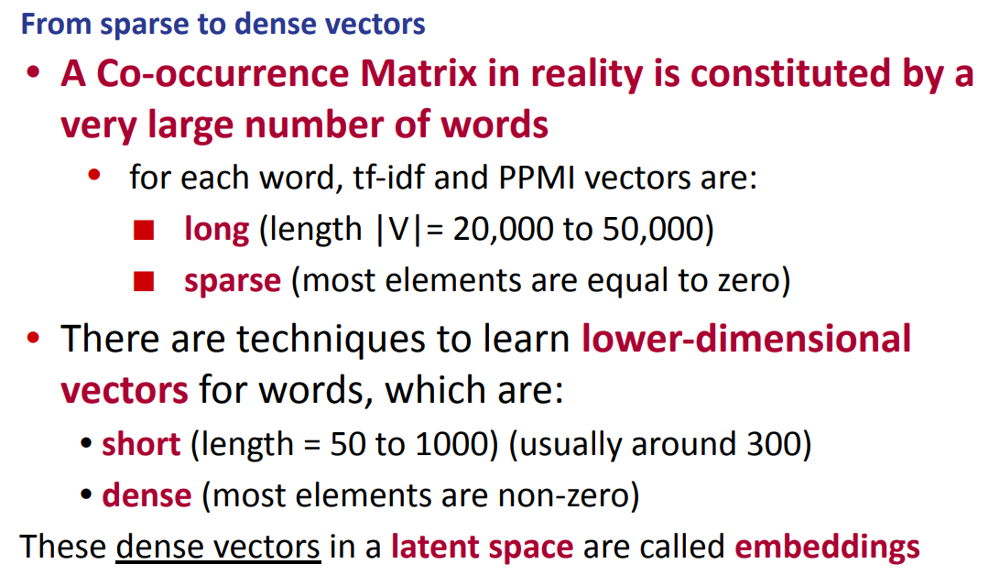 From sparse to dense vectors
• A Co-occurrence Matrix in reality is constituted by a
very large number of words
• for each word, tf-idf and PPMI vectors are:
■ long (length |V|= 20,000 to 50,000)
■ sparse (most elements are equal to zero)
• There are techniques to learn lower-dimensional
vectors for words, which are:
• short (length = 50 to 1000) (usually around 300)
• dense (most elements are non-zero)
These dense vectors in a latent space are called embeddings